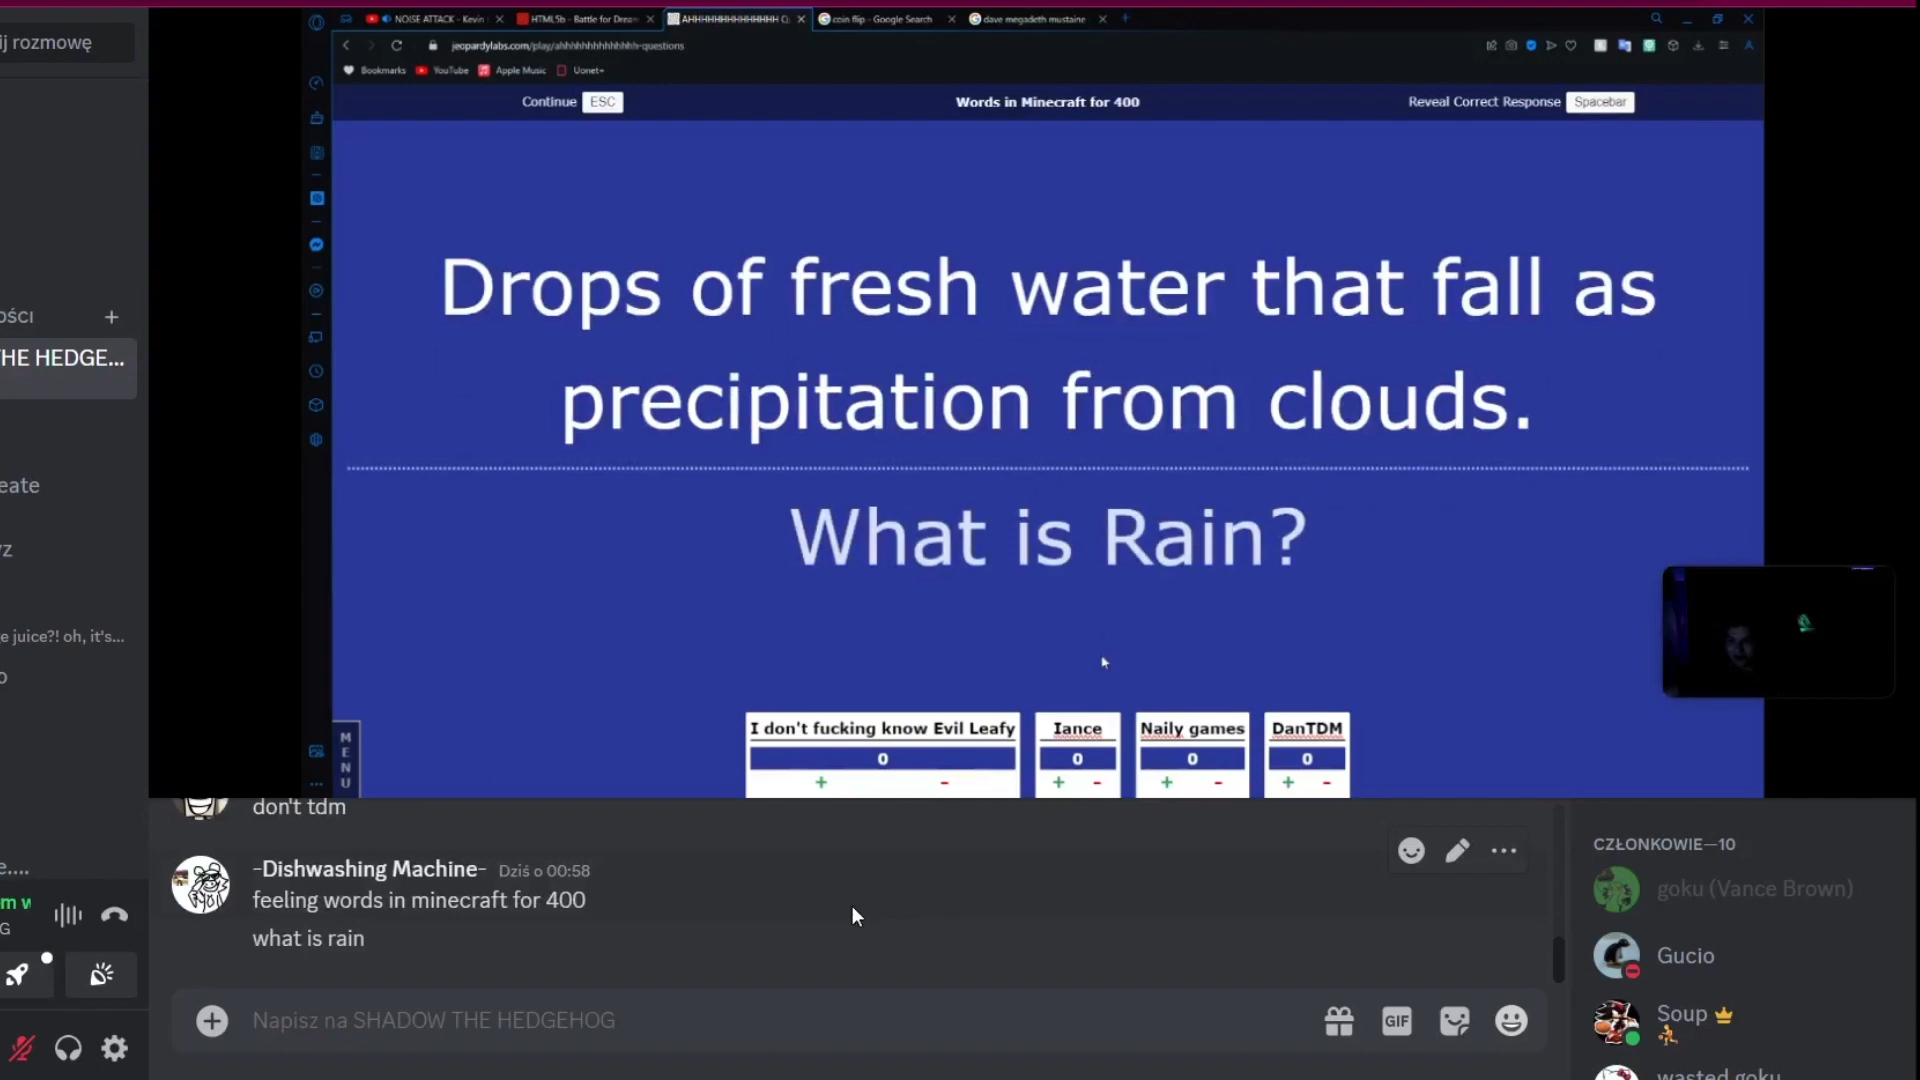 ij rozmowę
NOISE ATTACK - Kevin
HTML5b - Battle for Dream
AHHHHHHHHHHHHH Q
coin flip - Google Search
dave megadeth mustaine
jeopardylabs.com/play/ahhhhhhhhhhhhh-questions
Bookmarks
YouTube
Apple Music
Uonet+
Continue ESC
Words in Minecraft for 400
Reveal Correct Response Spacebar
Drops of fresh water that fall as
precipitation from clouds.
What is Rain?
MENU
I don't fucking know Evil Leafy
0
+ -
Iance
0
+ -
Naily games
0
+ -
DanTDM
0
+ -
ości +
THE HEDGE...
eate
yz
e juice?! oh, it's...
o
e....
m w
G
don't tdm
-Dishwashing Machine- Dziś o 00:58
feeling words in minecraft for 400
what is rain
Napisz na SHADOW THE HEDGEHOG
GIF
CZŁONKOWIE—10
goku (Vance Brown)
Gucio
Soup
wasted goku